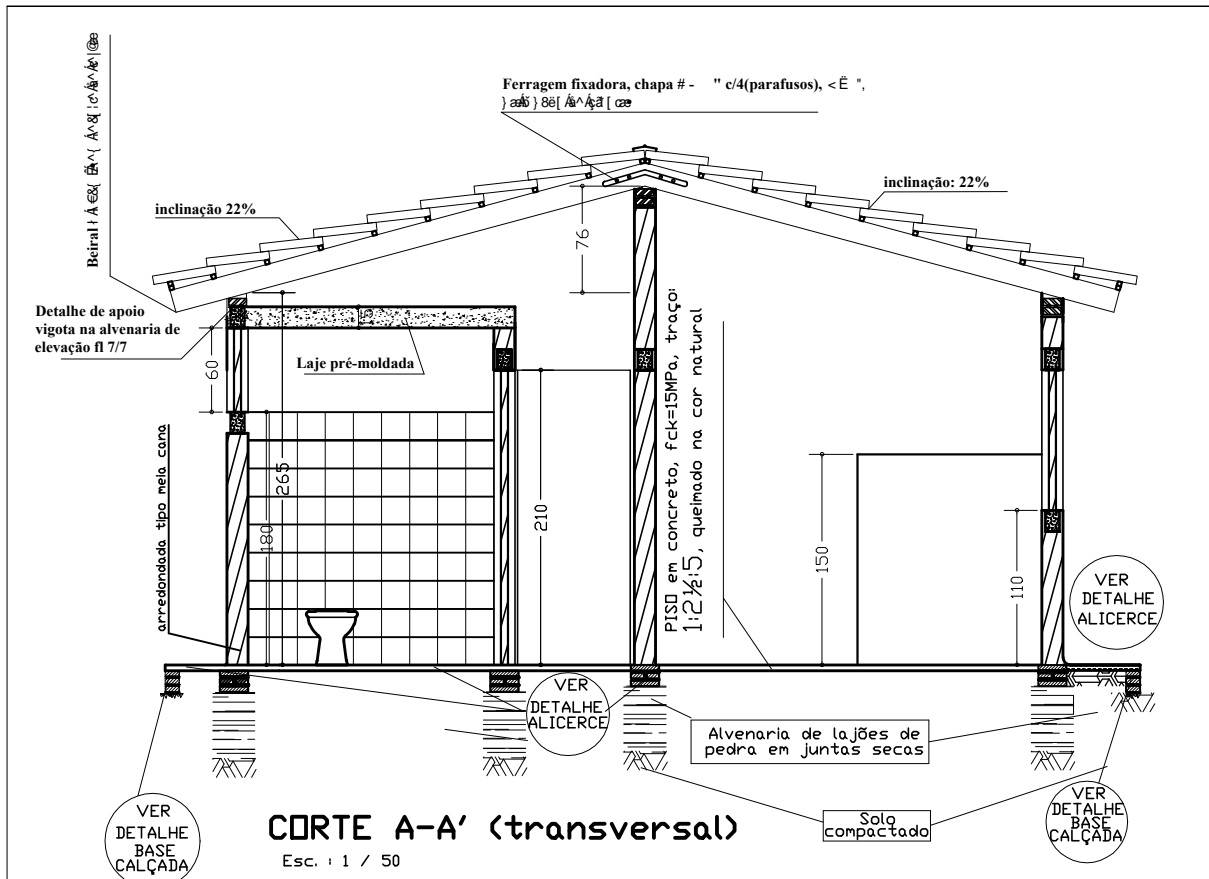 Beiral
Ferragem fixadora, chapa # - " c/4(parafusos),
inclinação 22%
inclinação: 22%
76
Detalhe de apoio
vigota na alvenaria de
elevação fl 7/7
15
Laje pré-moldada
60
arredondada tipo meia cana
265
180
210
PISO em concreto, fck=15MPa, traço:
1:2½:5, queimado na cor natural
150
110
VER
DETALHE
ALICERCE
VER
DETALHE
ALICERCE
Alvenaria de lajões de
pedra em juntas secas
Solo
compactado
VER
DETALHE
BASE
CALÇADA
VER
DETALHE
BASE
CALÇADA
CORTE A-A' (transversal)
Esc. : 1 / 50